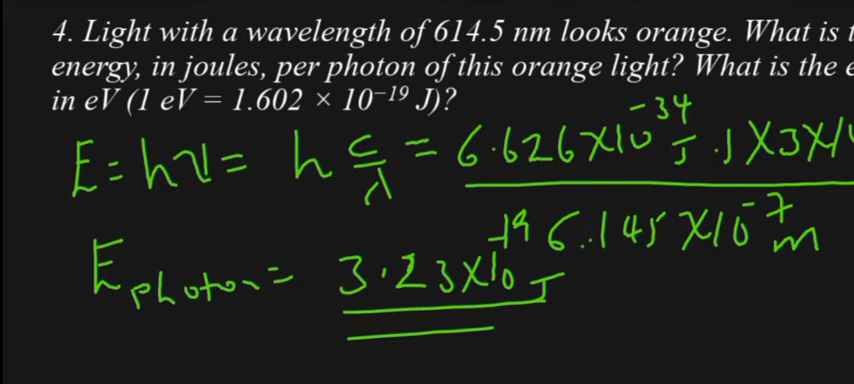 4. Light with a wavelength of 614.5 nm looks orange. What is
energy, in joules, per photon of this orange light? What is the e
in eV (1 eV = 1.602 × 10⁻¹⁹ J)?
E = hν = h c/λ = 6.626×10⁻³⁴ J.s × 3×1
6.145 ×10⁻⁷ m
E photon = 3.23×10⁻¹⁹ J